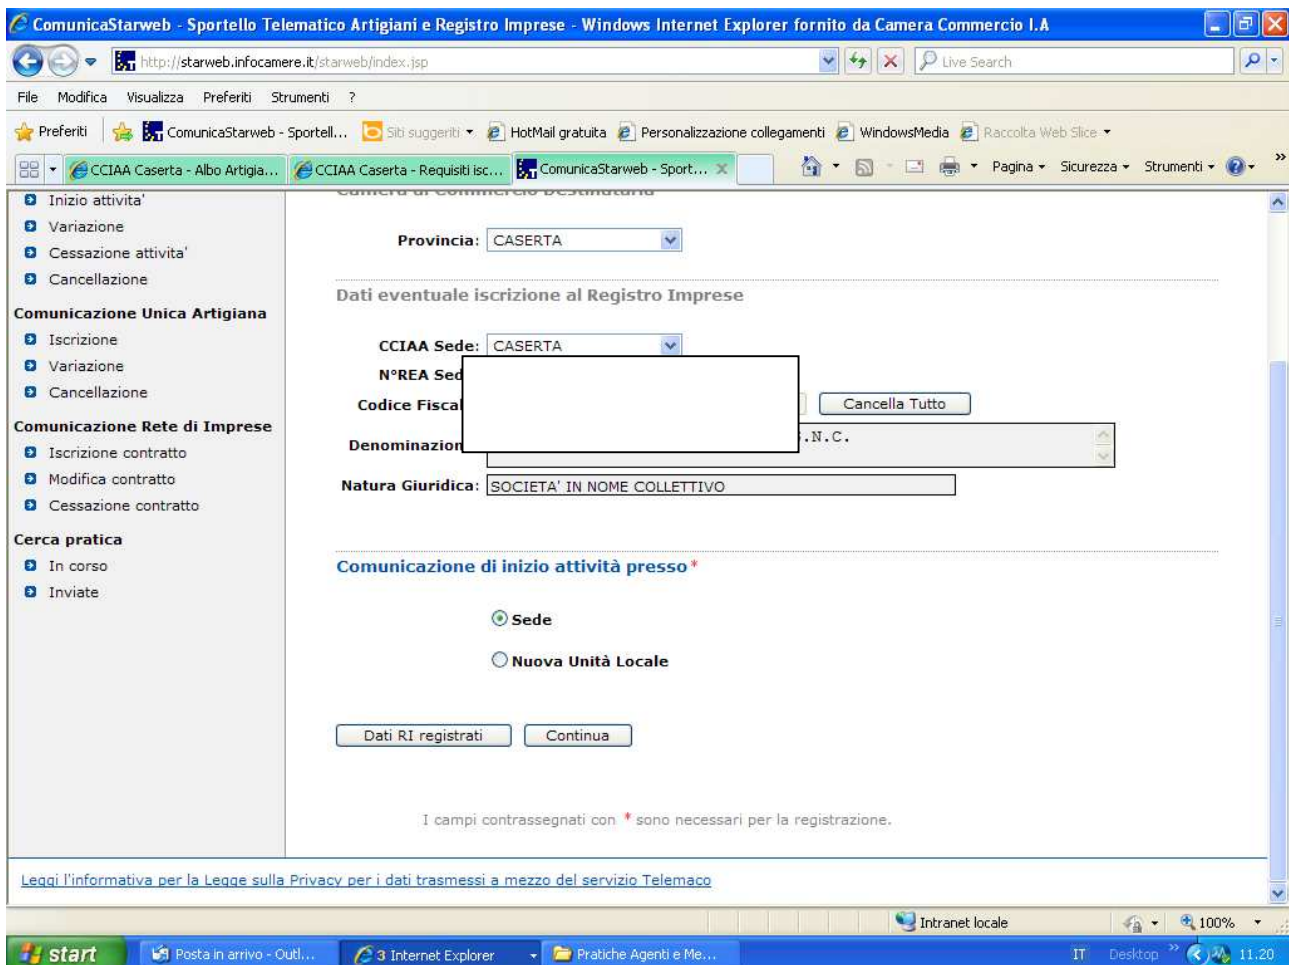 ComunicaStarweb - Sportello Telematico Artigiani e Registro Imprese - Windows Internet Explorer fornito da Camera Commercio I.A
http://starweb.infocamere.it/starweb/index.jsp
Live Search
File Modifica Visualizza Preferiti Strumenti ?
Preferiti ComunicaStarweb - Sportell... Siti suggeriti HotMail gratuita Personalizzazione collegamenti WindowsMedia Raccolta Web Slice
CCIAA Caserta - Albo Artigia... CCIAA Caserta - Requisiti isc... ComunicaStarweb - Sport... Pagina Sicurezza Strumenti
Camera di Commercio Destinataria
Inizio attivita'
Variazione
Cessazione attivita'
Cancellazione
Comunicazione Unica Artigiana
Iscrizione
Variazione
Cancellazione
Comunicazione Rete di Imprese
Iscrizione contratto
Modifica contratto
Cessazione contratto
Cerca pratica
In corso
Inviate
Provincia: CASERTA
Dati eventuale iscrizione al Registro Imprese
CCIAA Sede: CASERTA
N°REA Sed
Codice Fiscal
Cancella Tutto
Denominazion .N.C.
Natura Giuridica: SOCIETA' IN NOME COLLETTIVO
Comunicazione di inizio attività presso *
Sede
Nuova Unità Locale
Dati RI registrati Continua
I campi contrassegnati con * sono necessari per la registrazione.
Leggi l'informativa per la Legge sulla Privacy per i dati trasmessi a mezzo del servizio Telemaco
Intranet locale 100%
start Posta in arrivo - Outl... 3 Internet Explorer Pratiche Agenti e Me... IT Desktop » 11.20